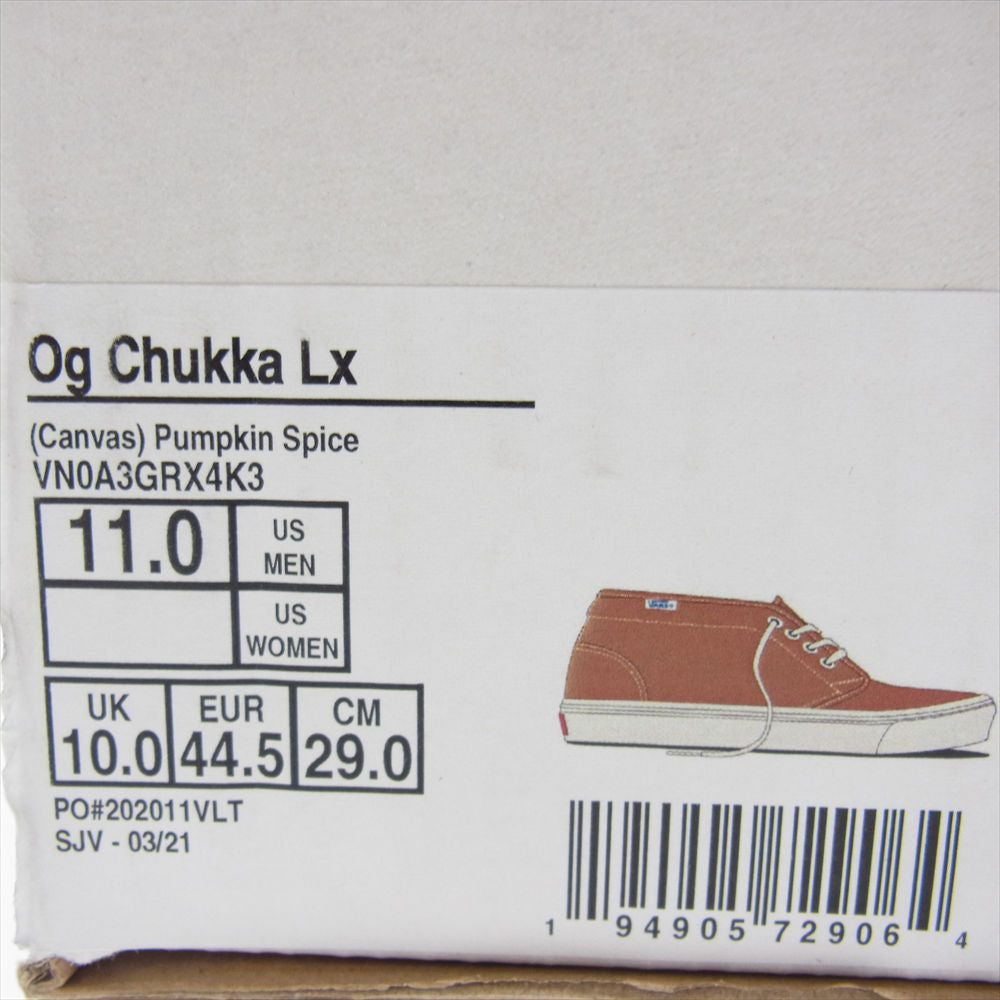 Og Chukka Lx
(Canvas) Pumpkin Spice
VN0A3GRX4K3
11.0 US MEN
US WOMEN
UK EUR CM
10.0 44.5 29.0
PO#202011VLT
SJV - 03/21
VANS
1 94905 72906 4